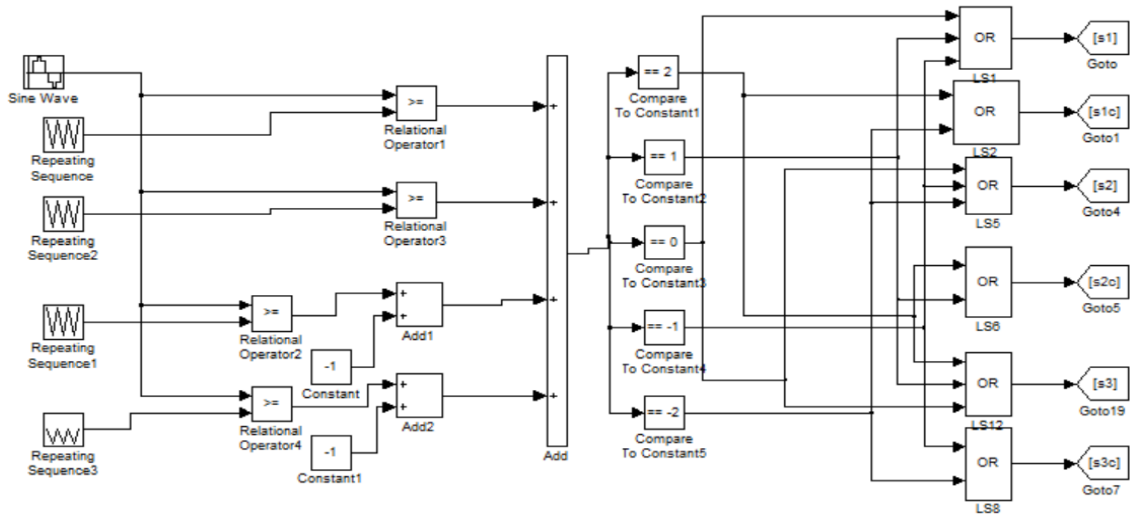 Sine Wave
Repeating
Sequence
>=
Relational
Operator1
Repeating
Sequence2
>=
Relational
Operator3
Repeating
Sequence1
>=
Relational
Operator2
+
+
Add1
-1
Constant
Repeating
Sequence3
>=
Relational
Operator4
+
+
Add2
-1
Constant1
+
+
+
+
Add
== 2
Compare
To Constant1
== 1
Compare
To Constant2
== 0
Compare
To Constant3
== -1
Compare
To Constant4
== -2
Compare
To Constant5
OR
LS1
[s1]
Goto
OR
LS2
[s1c]
Goto1
OR
LS5
[s2]
Goto4
OR
LS6
[s2c]
Goto5
OR
LS12
[s3]
Goto19
OR
LS8
[s3c]
Goto7